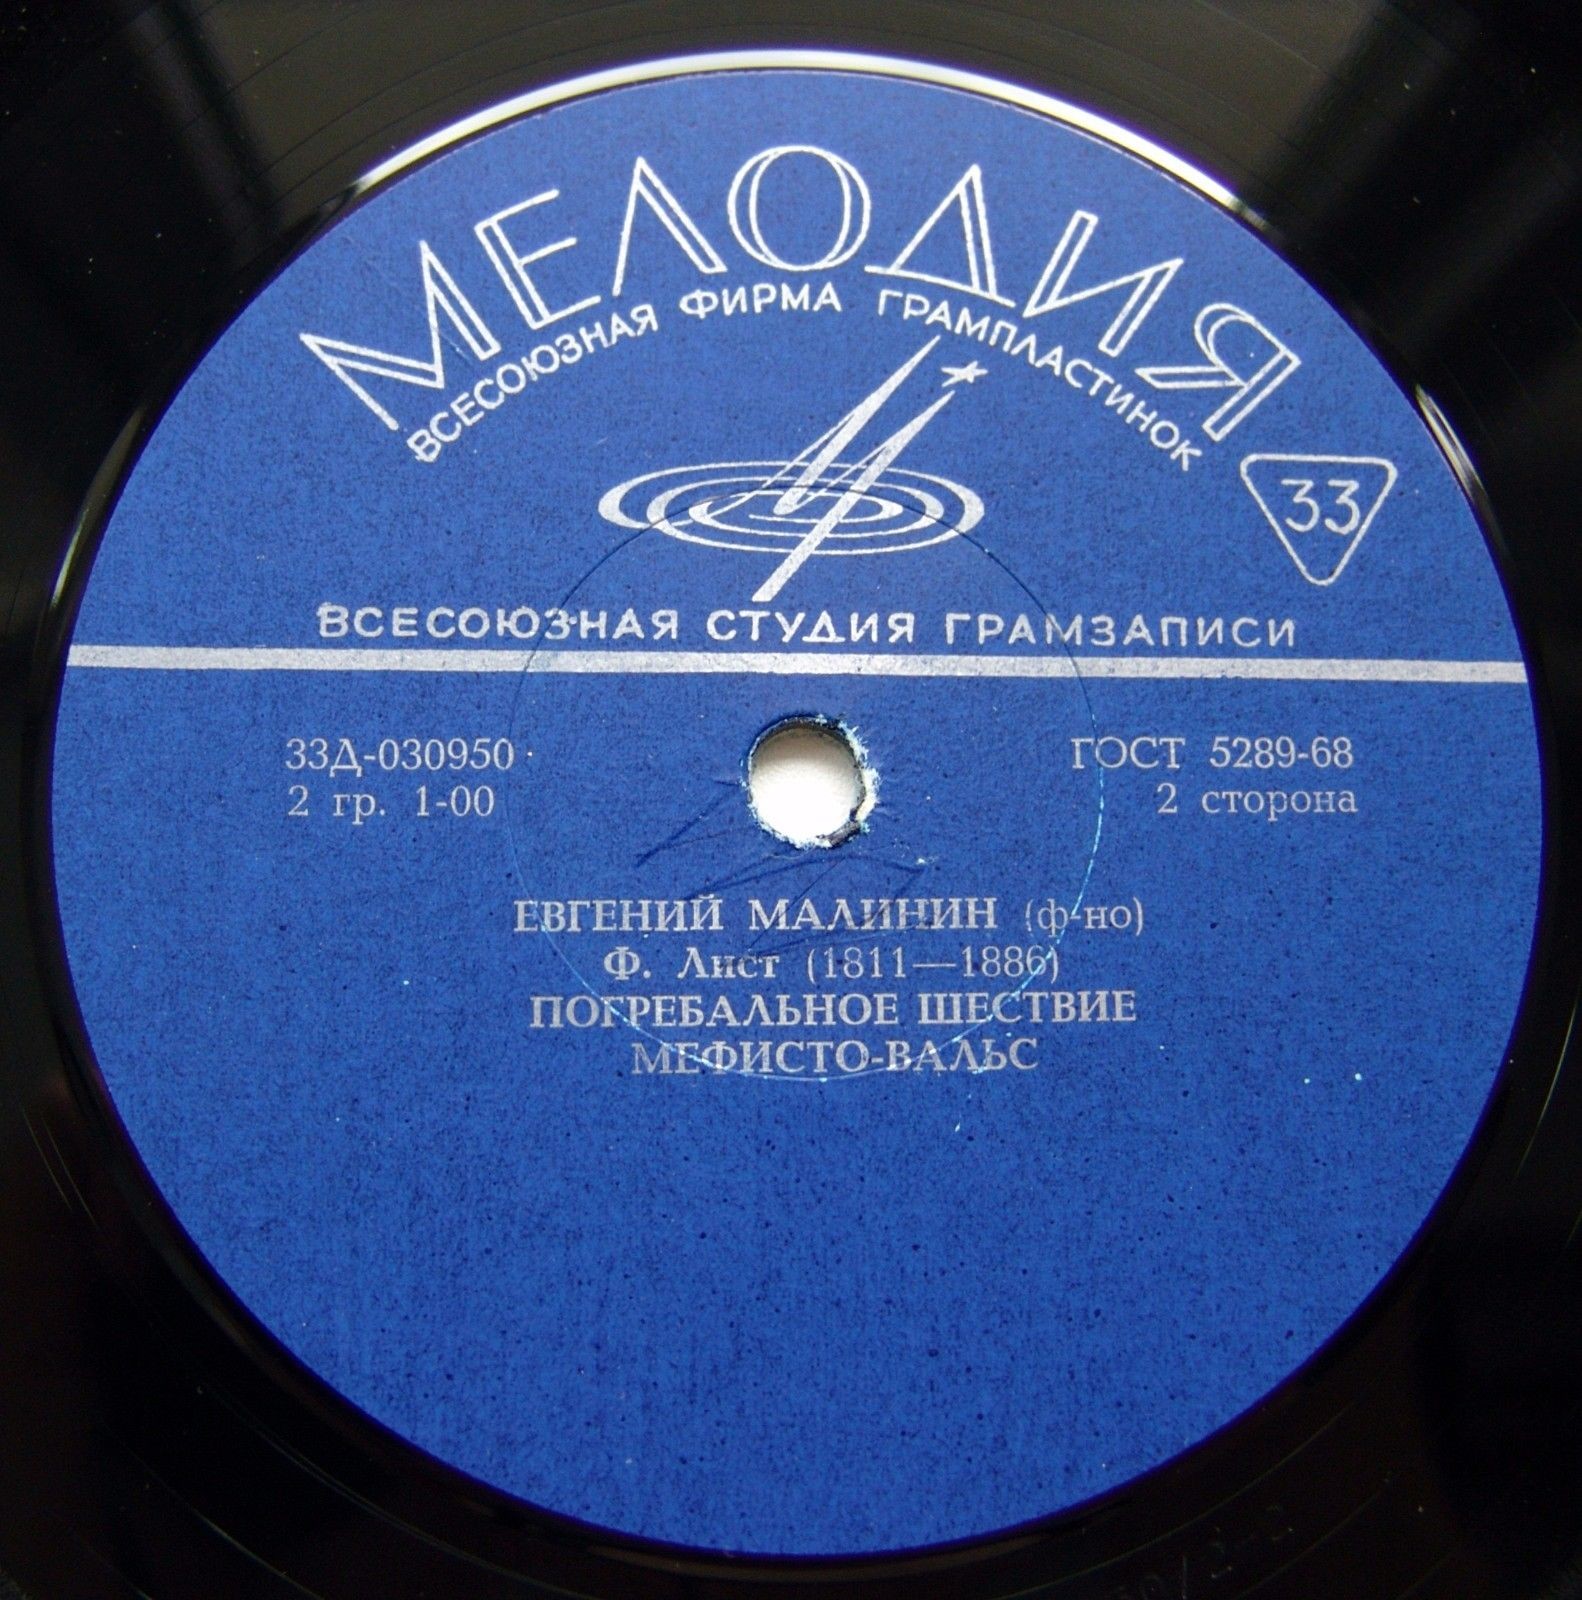 МЕЛОДИЯ
ВСЕСОЮЗНАЯ ФИРМА ГРАМПЛАСТИНОК
33
ВСЕСОЮЗНАЯ СТУДИЯ ГРАМЗАПИСИ
33Д-030950
ГОСТ 5289-68
2 гр. 1-00
2 сторона
ЕВГЕНИЙ МАЛИНИН (ф-но)
Ф. Лист (1811—1886)
ПОГРЕБАЛЬНОЕ ШЕСТВИЕ
МЕФИСТО-ВАЛЬС